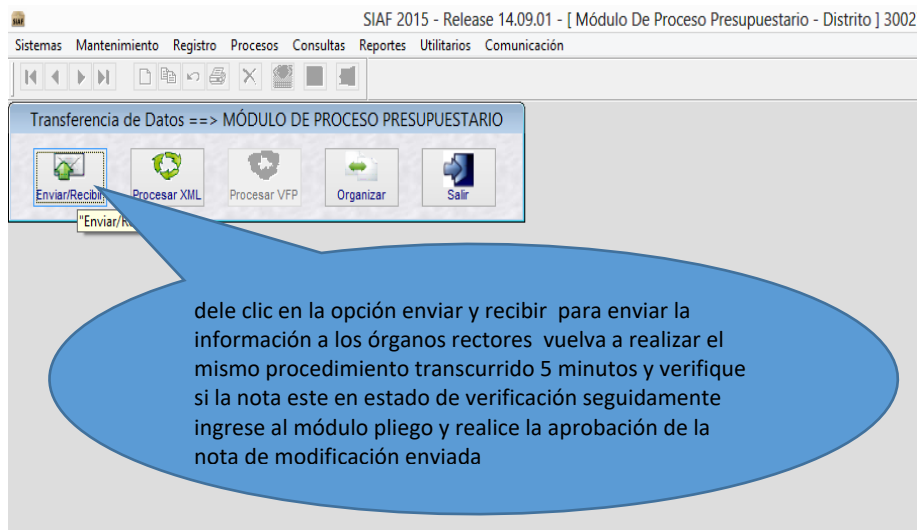 SIAF
SIAF 2015 - Release 14.09.01 - [ Módulo De Proceso Presupuestario - Distrito ] 3002
Sistemas Mantenimiento Registro Procesos Consultas Reportes Utilitarios Comunicación
Transferencia de Datos ==> MÓDULO DE PROCESO PRESUPUESTARIO
Enviar/Recibir Procesar XML Procesar VFP Organizar Salir
"Enviar/R
dele clic en la opción enviar y recibir para enviar la
información a los órganos rectores vuelva a realizar el
mismo procedimiento transcurrido 5 minutos y verifique
si la nota este en estado de verificación seguidamente
ingrese al módulo pliego y realice la aprobación de la
nota de modificación enviada